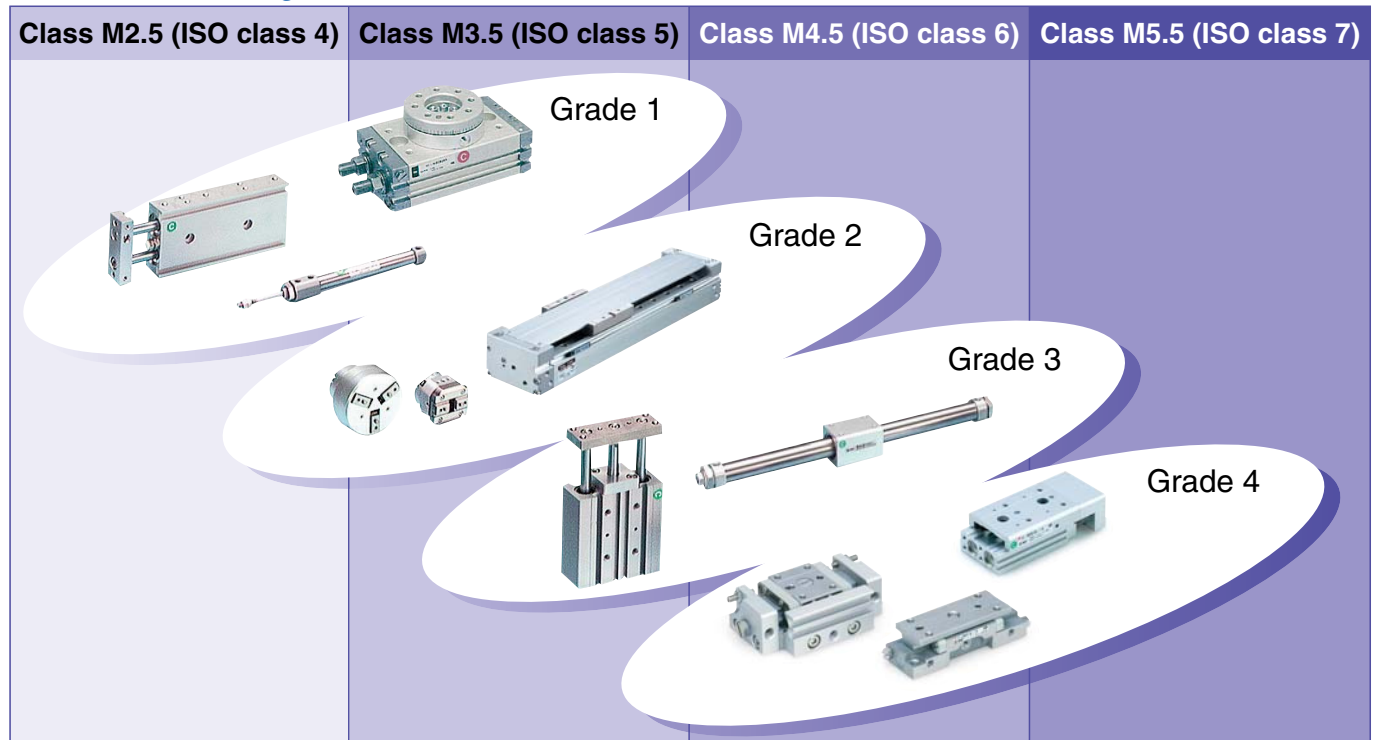 Class M2.5 (ISO class 4) Class M3.5 (ISO class 5) Class M4.5 (ISO class 6) Class M5.5 (ISO class 7)
Grade 1
Grade 2
Grade 3
Grade 4